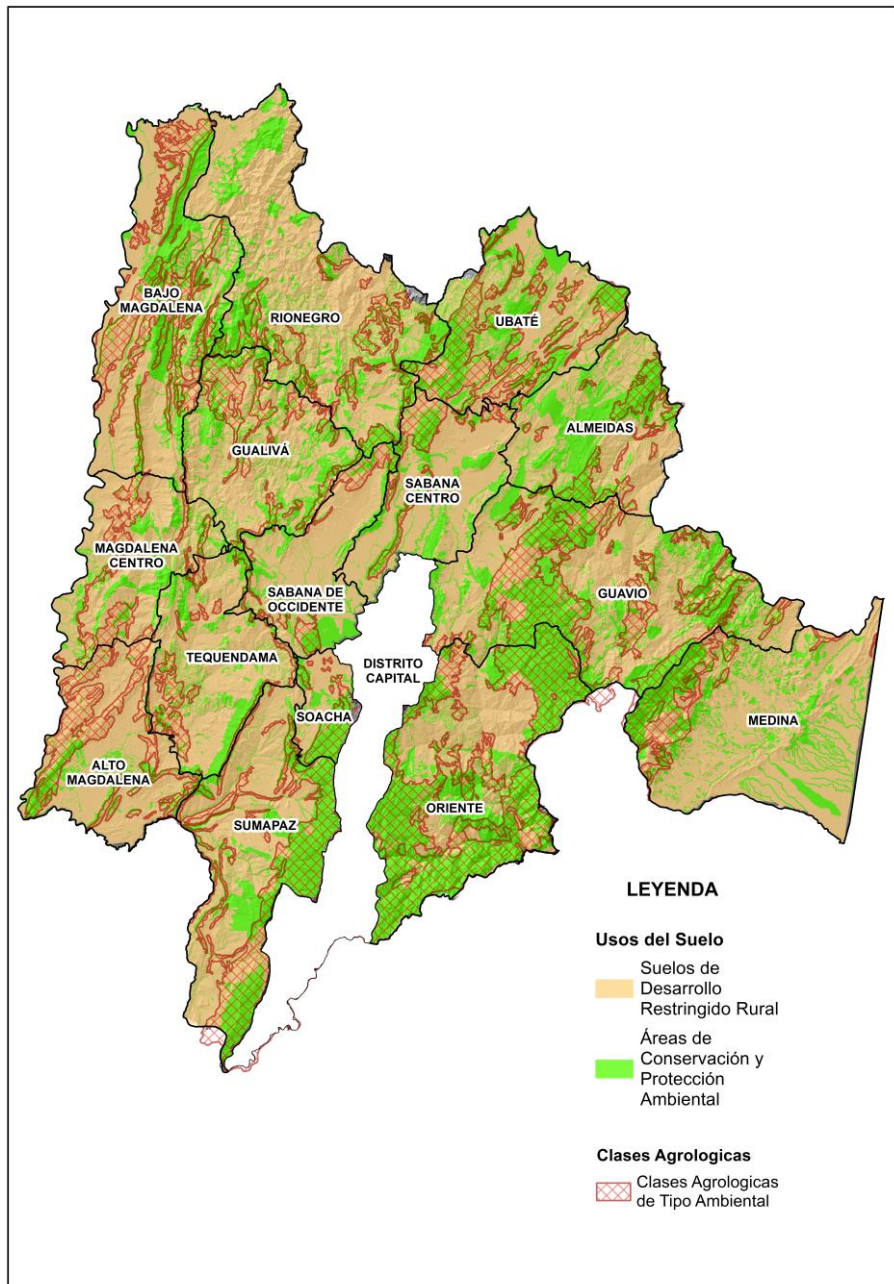 BAJO
MAGDALENA
RIONEGRO
UBATÉ
ALMEIDAS
GUALIVÁ
SABANA
CENTRO
MAGDALENA
CENTRO
SABANA DE
OCCIDENTE
GUAVIO
TEQUENDAMA
DISTRITO
CAPITAL
SOACHA
MEDINA
ALTO
MAGDALENA
ORIENTE
SUMAPAZ
LEYENDA
Usos del Suelo
Suelos de
Desarrollo
Restringido Rural
Áreas de
Conservación y
Protección
Ambiental
Clases Agrologicas
Clases Agrologicas
de Tipo Ambiental